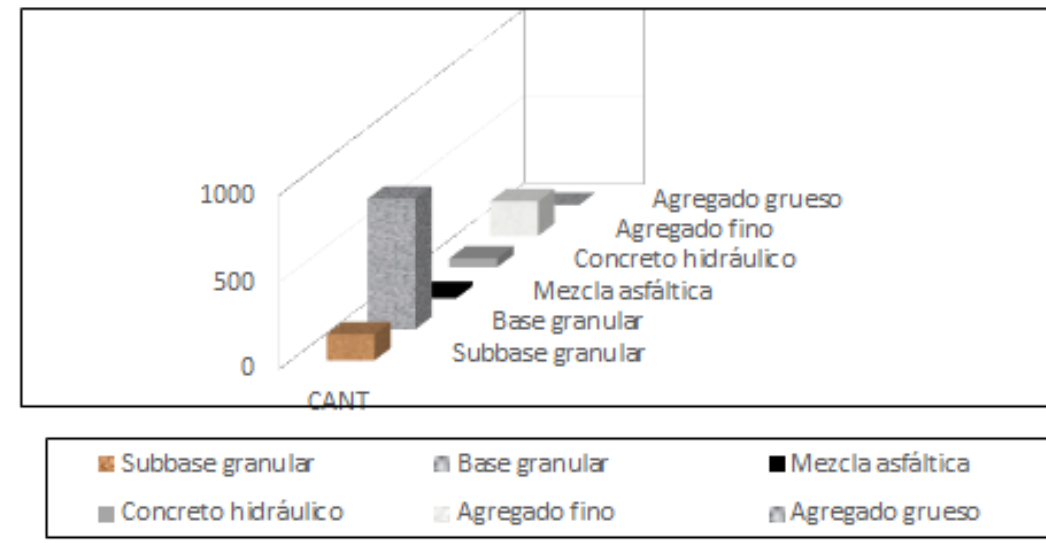 1000
500
0
Agregado grueso
Agregado fino
Concreto hidráulico
Mezcla asfáltica
Base granular
Subbase granular
CANT
Subbase granular Base granular Mezcla asfáltica
Concreto hidráulico Agregado fino Agregado grueso